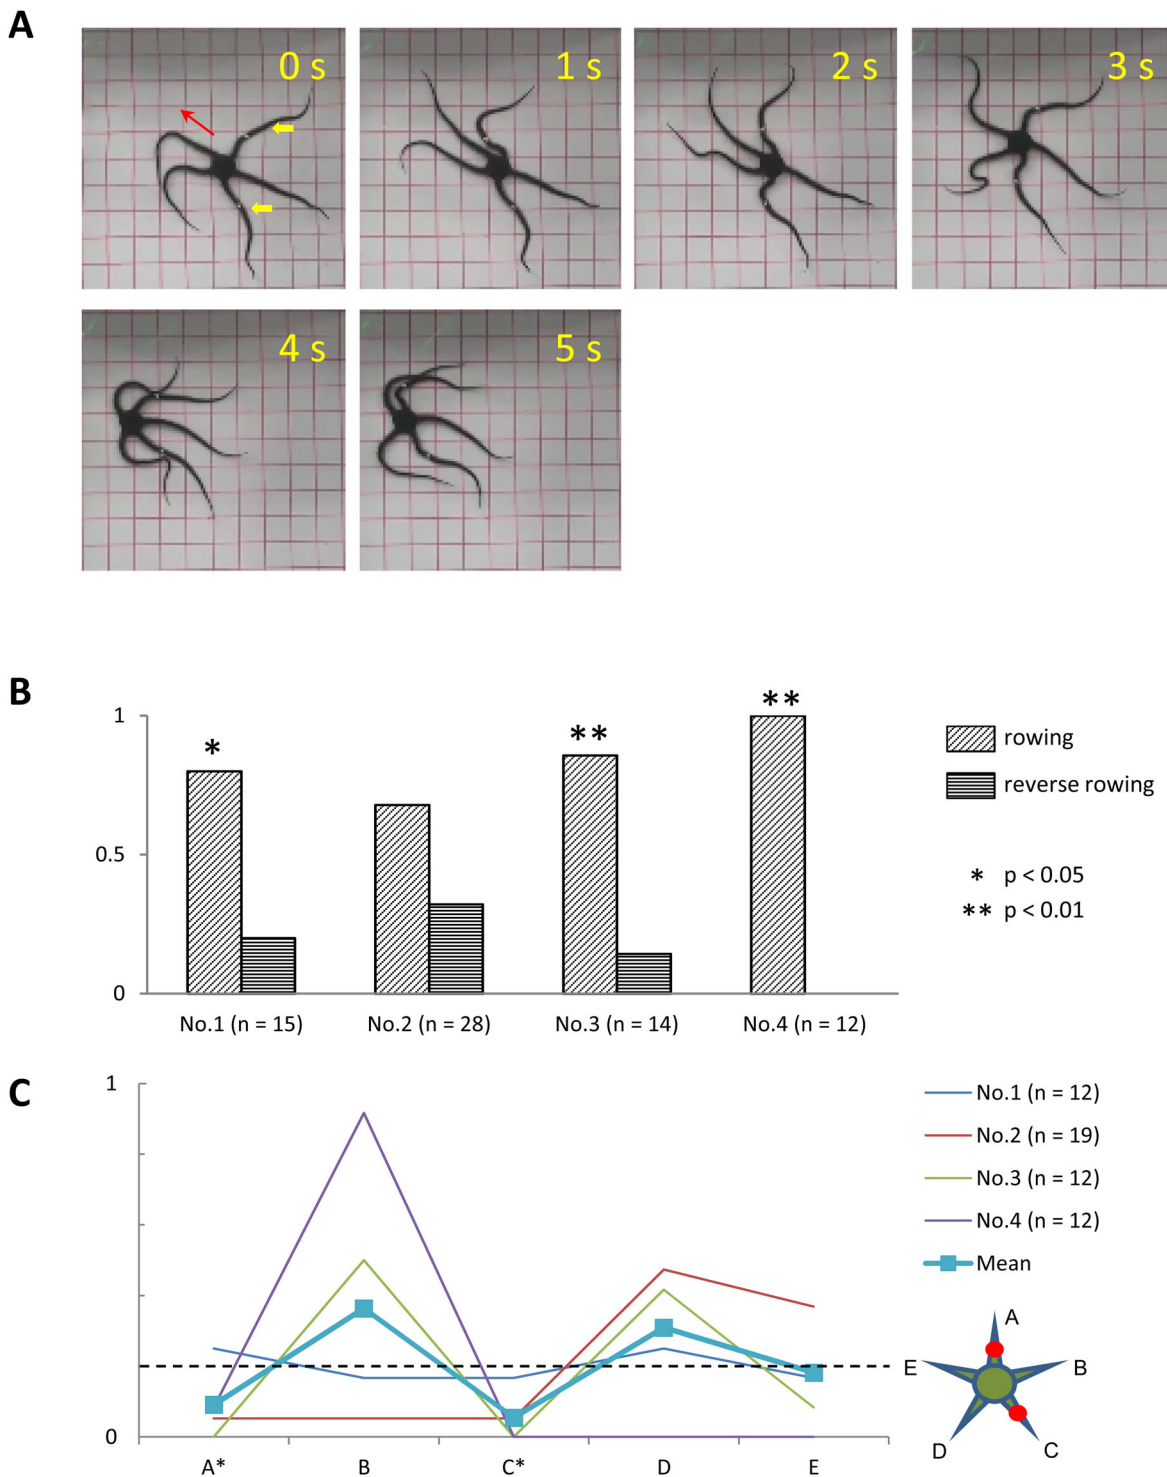 A
0 s
1 s
2 s
3 s
4 s
5 s
B
1
0.5
0
*
**
**
No.1 (n = 15)
No.2 (n = 28)
No.3 (n = 14)
No.4 (n = 12)
rowing
reverse rowing
* p < 0.05
** p < 0.01
C
1
0
A*
B
C*
D
E
No.1 (n = 12)
No.2 (n = 19)
No.3 (n = 12)
No.4 (n = 12)
Mean
A
E
B
D
C